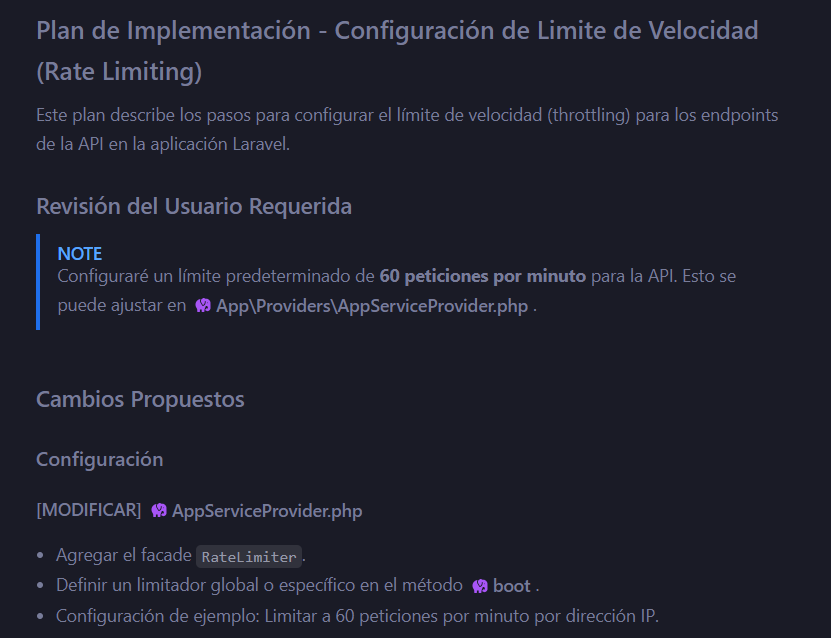 Plan de Implementación - Configuración de Limite de Velocidad
(Rate Limiting)
Este plan describe los pasos para configurar el límite de velocidad (throttling) para los endpoints
de la API en la aplicación Laravel.
Revisión del Usuario Requerida
NOTE
Configuraré un límite predeterminado de 60 peticiones por minuto para la API. Esto se
puede ajustar en App\Providers\AppServiceProvider.php .
Cambios Propuestos
Configuración
[MODIFICAR] AppServiceProvider.php
• Agregar el facade RateLimiter.
• Definir un limitador global o específico en el método boot .
• Configuración de ejemplo: Limitar a 60 peticiones por minuto por dirección IP.